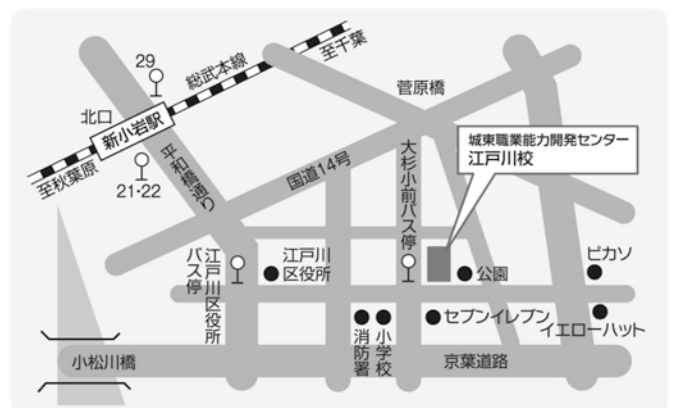 29
総武本線
至千葉
北口
新小岩駅
菅原橋
城東職業能力開発センター
江戸川校
至秋葉原
21・22
平和橋通り
国道14号
大杉小前バス停
江戸川区役所
バス停
江戸川
区役所
公園
ピカソ
セブンイレブン
イエローハット
消防署
小学校
小松川橋
京葉道路